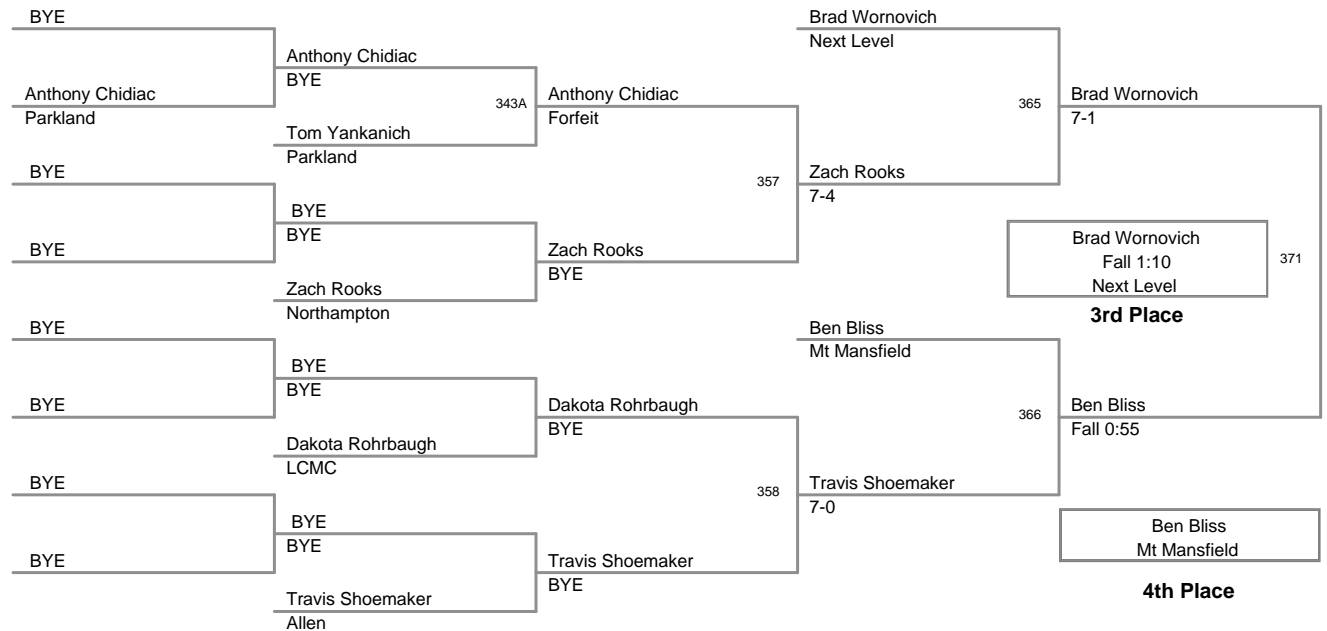 BYE
Brad Wornovich
Next Level
Anthony Chidiac
BYE
Anthony Chidiac
Parkland
343A
Anthony Chidiac
Forfeit
365
Brad Wornovich
7-1
Tom Yankanich
Parkland
BYE
357
Zach Rooks
7-4
BYE
BYE
BYE
Zach Rooks
BYE
Brad Wornovich
Fall 1:10
Next Level
371
3rd Place
Zach Rooks
Northampton
BYE
Ben Bliss
Mt Mansfield
BYE
BYE
BYE
Dakota Rohrbaugh
BYE
366
Ben Bliss
Fall 0:55
Dakota Rohrbaugh
LCMC
BYE
358
Travis Shoemaker
7-0
BYE
BYE
Ben Bliss
Mt Mansfield
BYE
Travis Shoemaker
BYE
4th Place
Travis Shoemaker
Allen